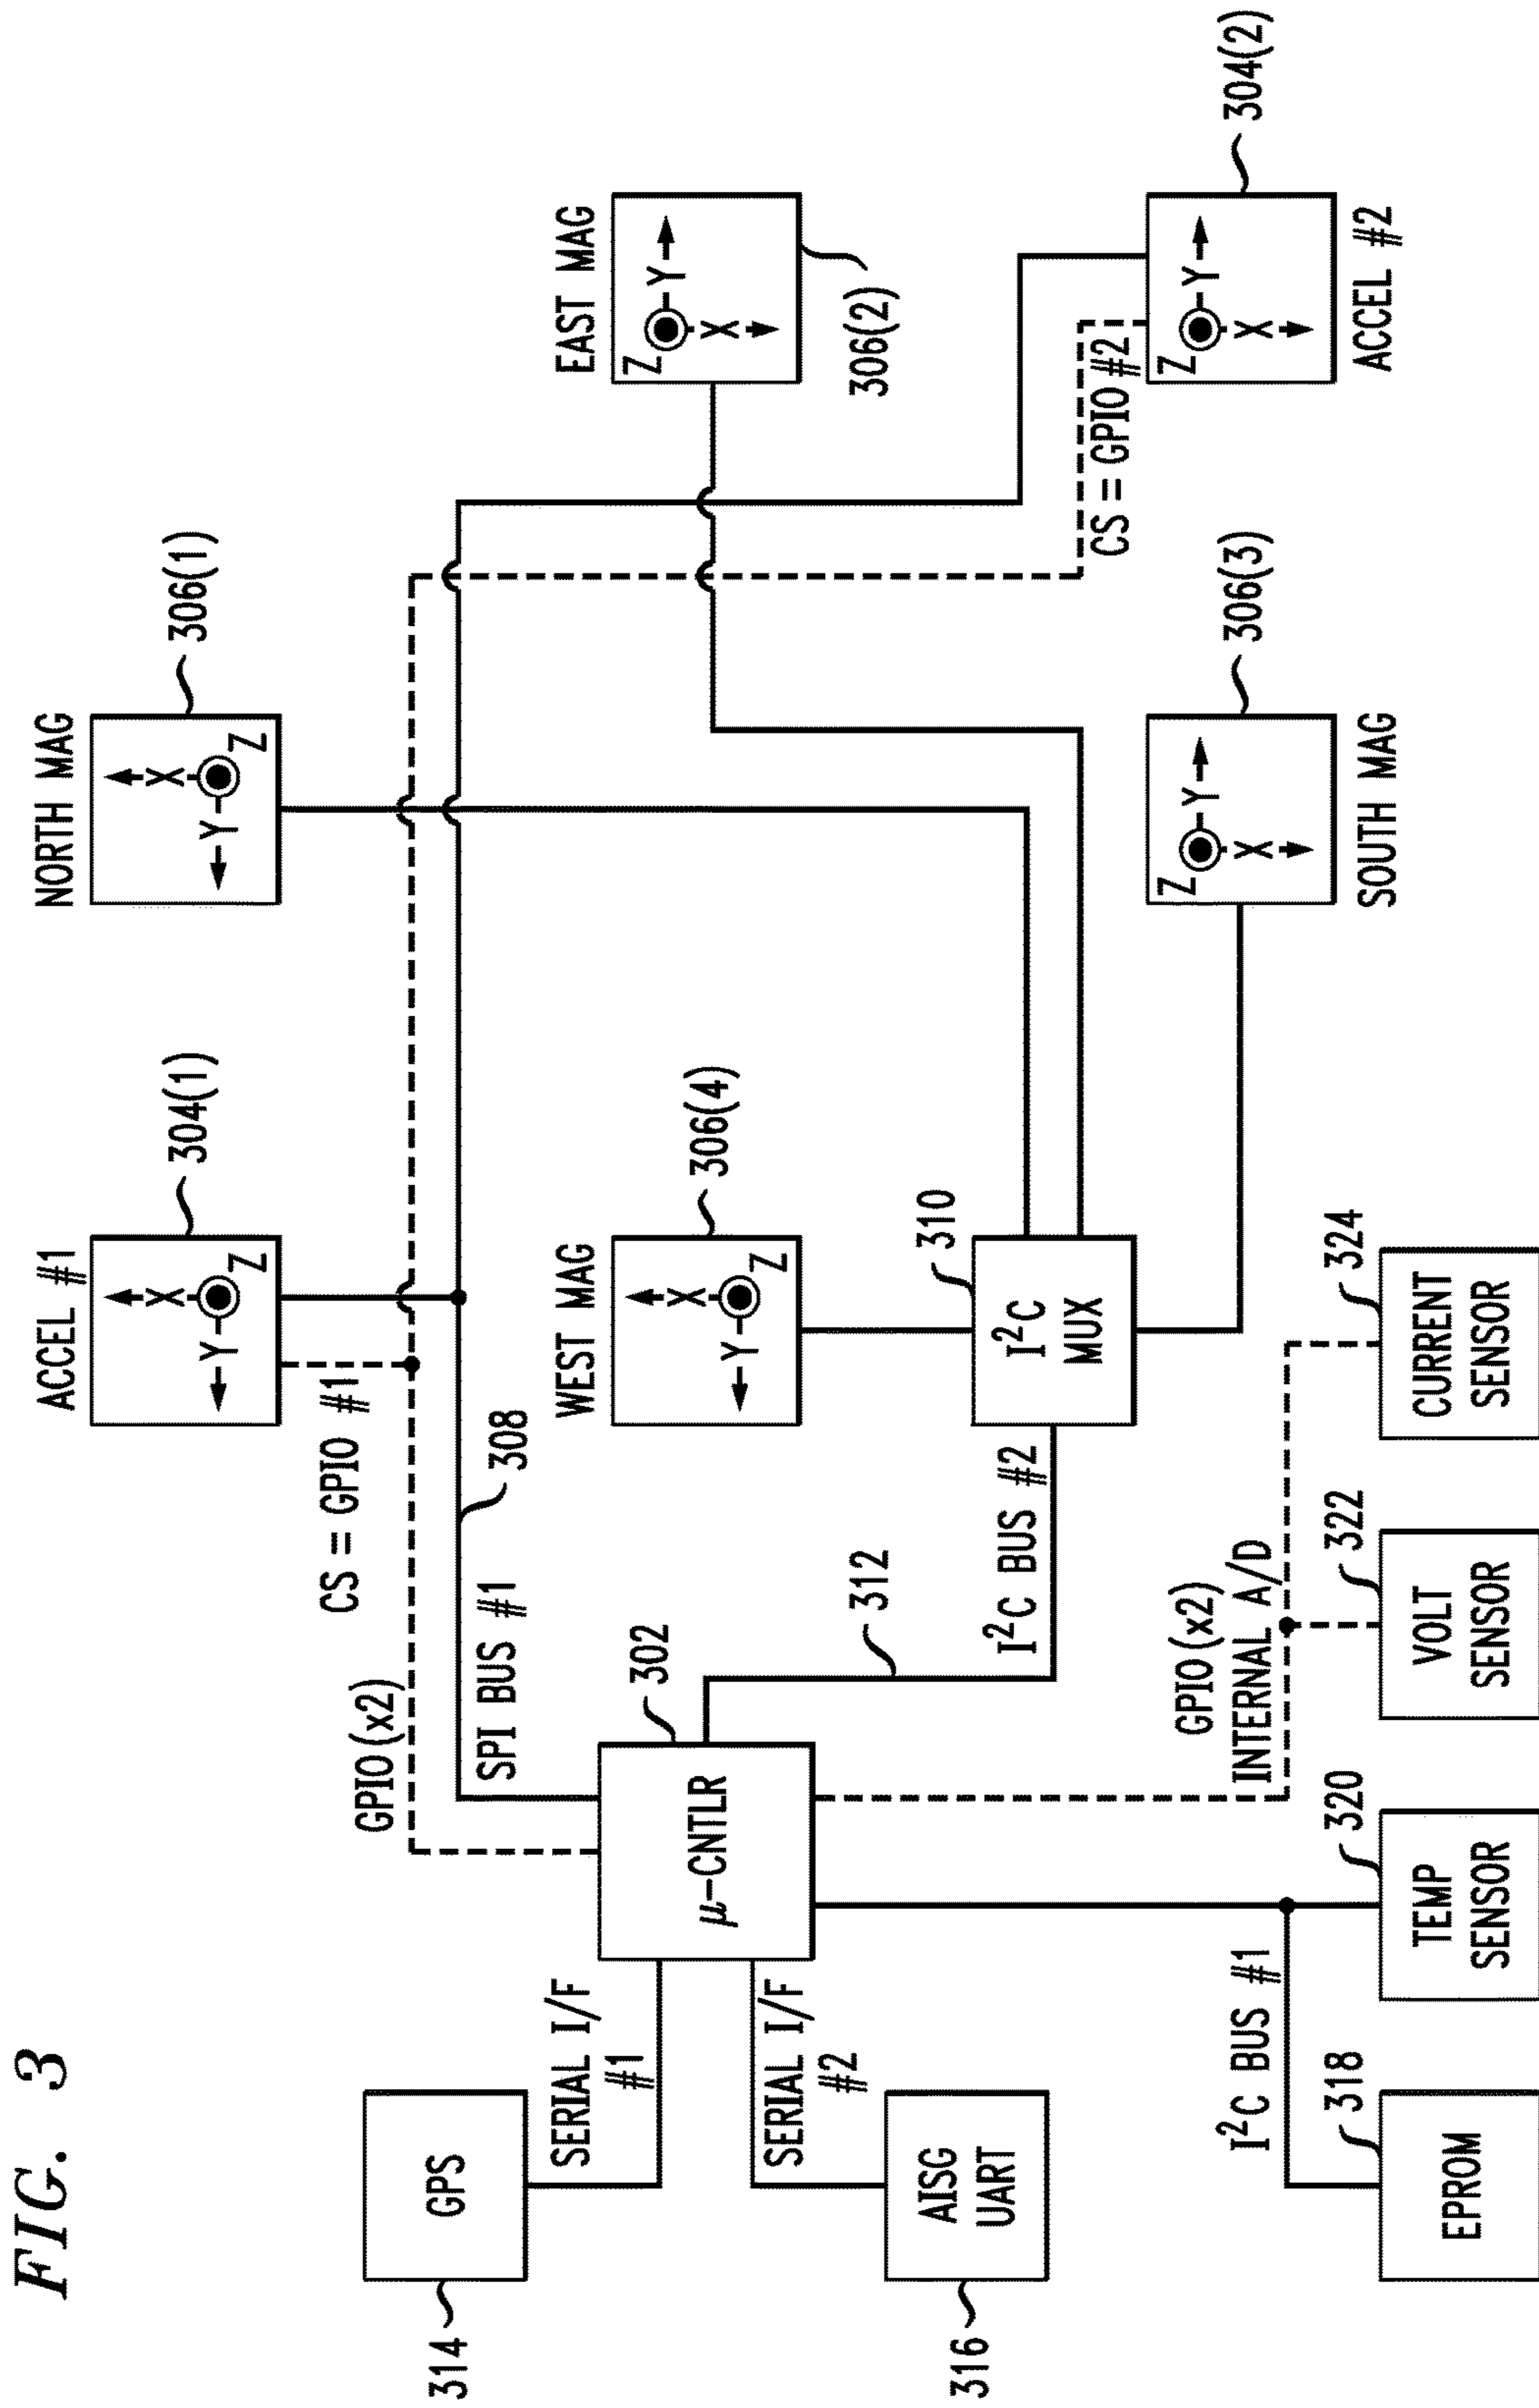 FIG. 3
ACCEL #1
304(1)
X
Y
Z
NORTH MAG
306(1)
X
Y
Z
GPIO(x2)
CS = GPIO #1
308
SPI BUS #1
314
GPS
SERIAL I/F
#1
302
μ-CNTLR
WEST MAG
306(4)
X
Y
Z
EAST MAG
306(2)
Z
Y
X
316
AISG
UART
SERIAL I/F
#2
312
I²C BUS #2
310
I²C
MUX
CS = GPIO #2
GPIO(x2)
INTERNAL A/D
I²C BUS #1
SOUTH MAG
306(3)
Z
Y
X
ACCEL #2
304(2)
Z
Y
X
318
EPROM
320
TEMP
SENSOR
322
VOLT
SENSOR
324
CURRENT
SENSOR